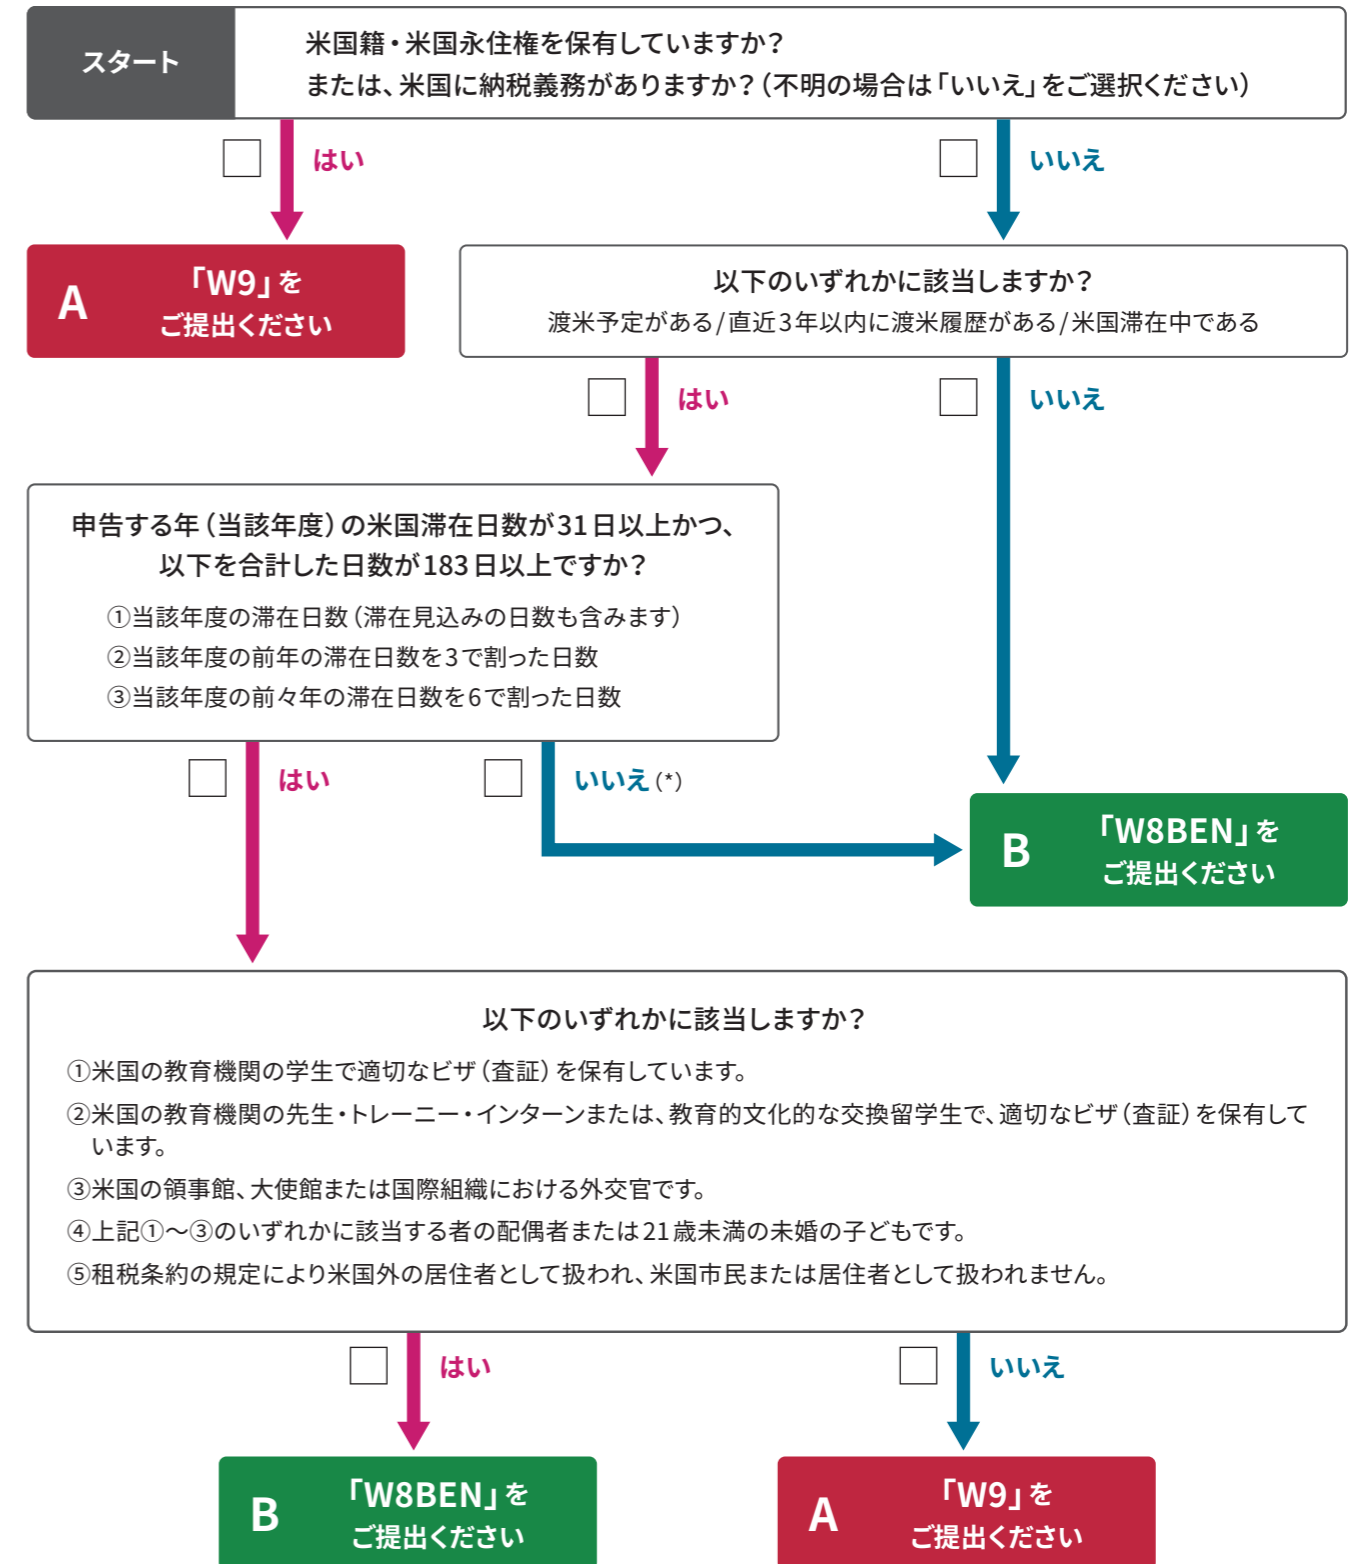 スタート
米国籍・米国永住権を保有していますか？
または、米国に納税義務がありますか？（不明の場合は「いいえ」をご選択ください）
はい
いいえ
A
「W9」を
ご提出ください
以下のいずれかに該当しますか？
渡米予定がある/直近3年以内に渡米履歴がある/米国滞在中である
はい
いいえ
申告する年（当該年度）の米国滞在日数が31日以上かつ、
以下を合計した日数が183日以上ですか？
①当該年度の滞在日数（滞在見込みの日数も含みます）
②当該年度の前年の滞在日数を3で割った日数
③当該年度の前々年の滞在日数を6で割った日数
はい
いいえ（*）
B
「W8BEN」を
ご提出ください
以下のいずれかに該当しますか？
①米国の教育機関の学生で適切なビザ（査証）を保有しています。
②米国の教育機関の先生・トレーニー・インターンまたは、教育的文化的な交換留学生で、適切なビザ（査証）を保有して
います。
③米国の領事館、大使館または国際組織における外交官です。
④上記①〜③のいずれかに該当する者の配偶者または21歳未満の未婚の子どもです。
⑤租税条約の規定により米国外の居住者として扱われ、米国市民または居住者として扱われません。
はい
いいえ
B
「W8BEN」を
ご提出ください
A
「W9」を
ご提出ください